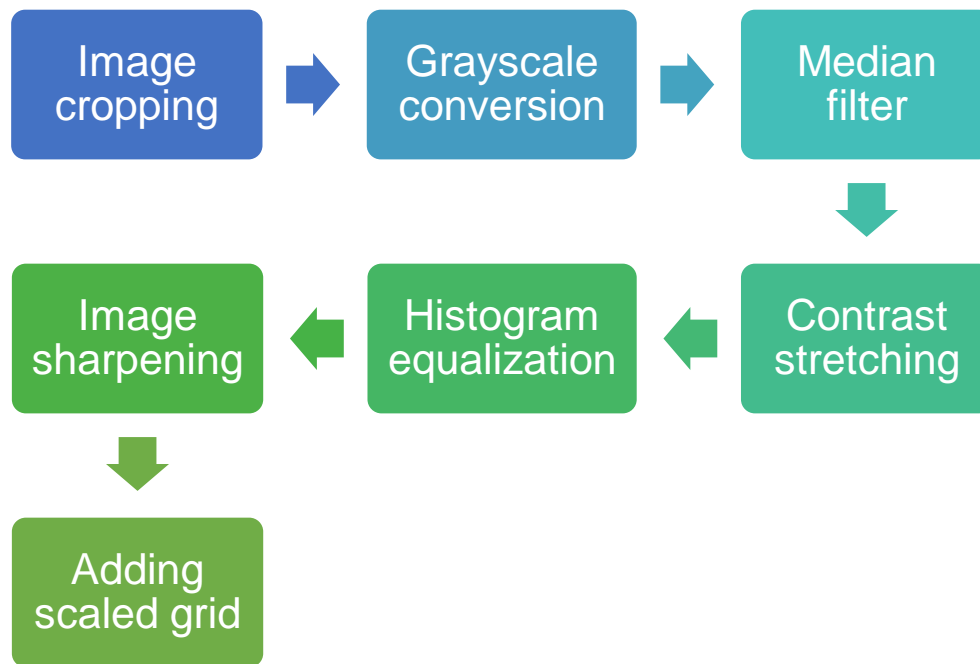 Image
cropping
Grayscale
conversion
Median
filter
Contrast
stretching
Histogram
equalization
Image
sharpening
Adding
scaled grid